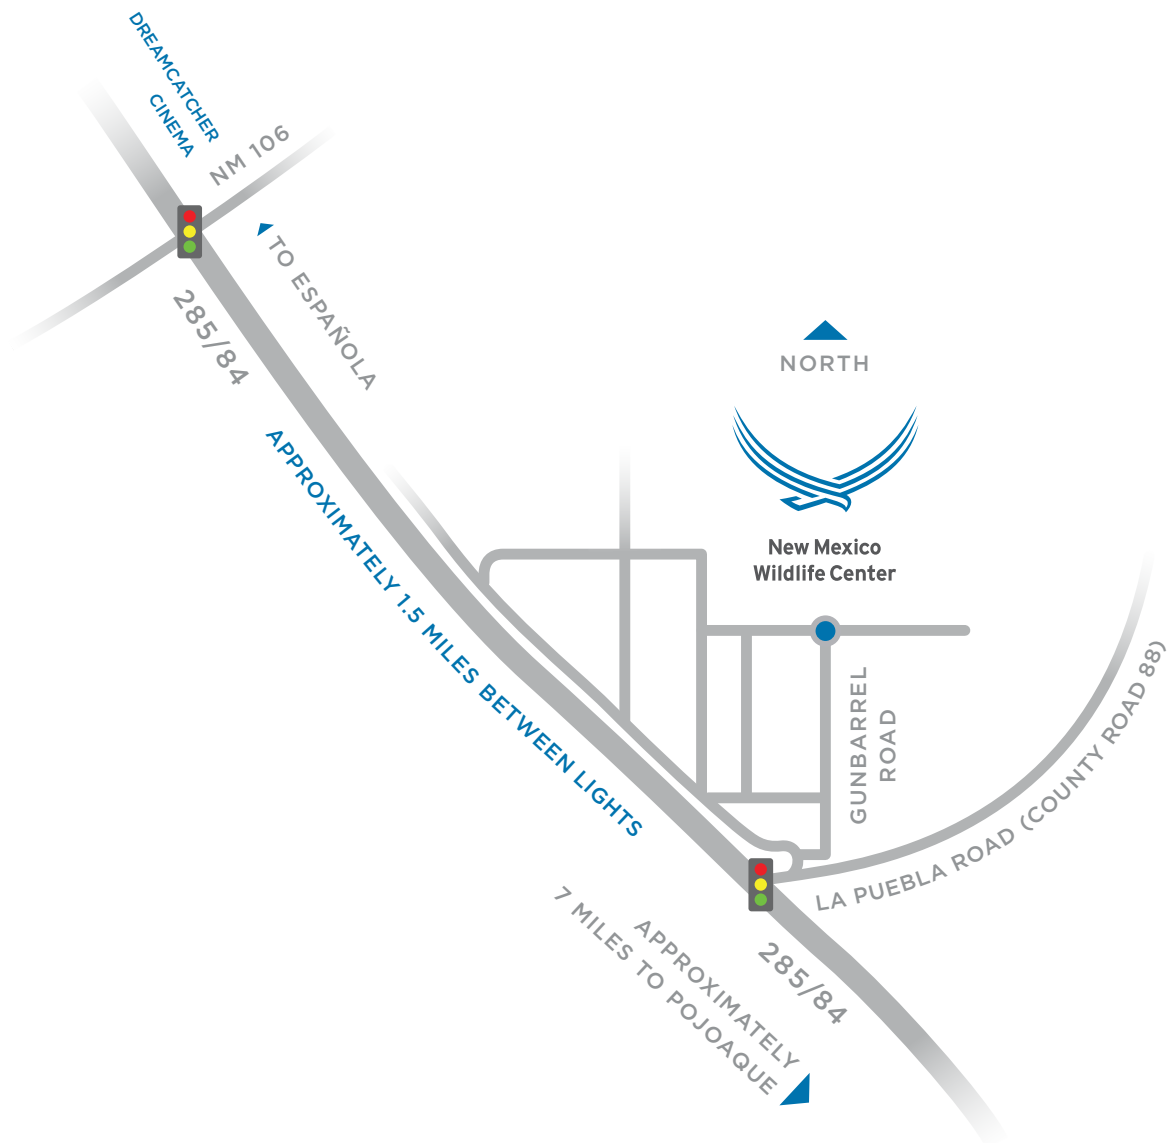 DREAMCATCHER
CINEMA
NM 106
TO ESPAÑOLA
285/84
NORTH
APPROXIMATELY 1.5 MILES BETWEEN LIGHTS
New Mexico
Wildlife Center
GUNBARREL
ROAD
LA PUEBLA ROAD (COUNTY ROAD 88)
285/84
APPROXIMATELY
7 MILES TO POJOAQUE